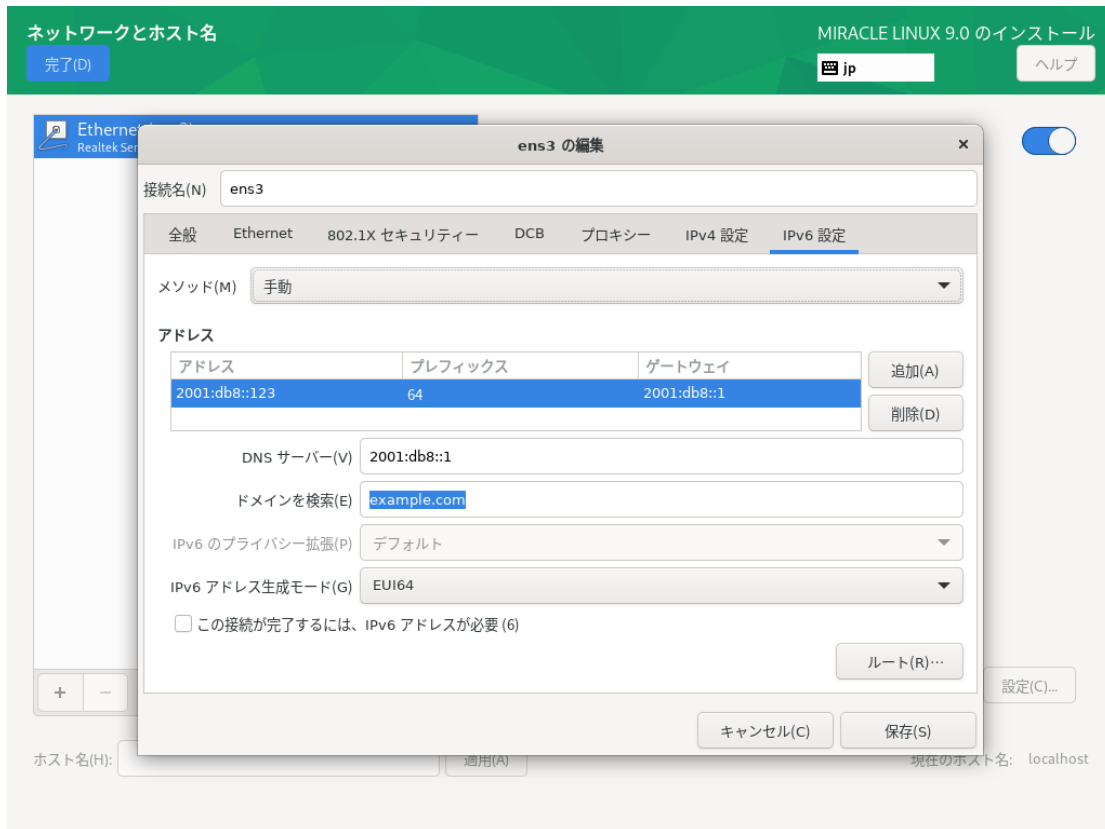 ネットワークとホスト名
MIRACLE LINUX 9.0 のインストール
完了(D)
jp
ヘルプ
Ethernet
Realtek Ser
ens3 の編集
×
接続名(N) ens3
全般 Ethernet 802.1X セキュリティー DCB プロキシー IPv4 設定 IPv6 設定
メソッド(M) 手動
アドレス
アドレス プレフィックス ゲートウェイ
2001:db8::123 64 2001:db8::1
追加(A)
削除(D)
DNS サーバー(V) 2001:db8::1
ドメインを検索(E) example.com
IPv6 のプライバシー拡張(P) デフォルト
IPv6 アドレス生成モード(G) EUI64
この接続が完了するには、IPv6 アドレスが必要 (6)
ルート(R)…
+ −
設定(C)...
キャンセル(C) 保存(S)
ホスト名(H): 適用(A) 現在のホスト名: localhost